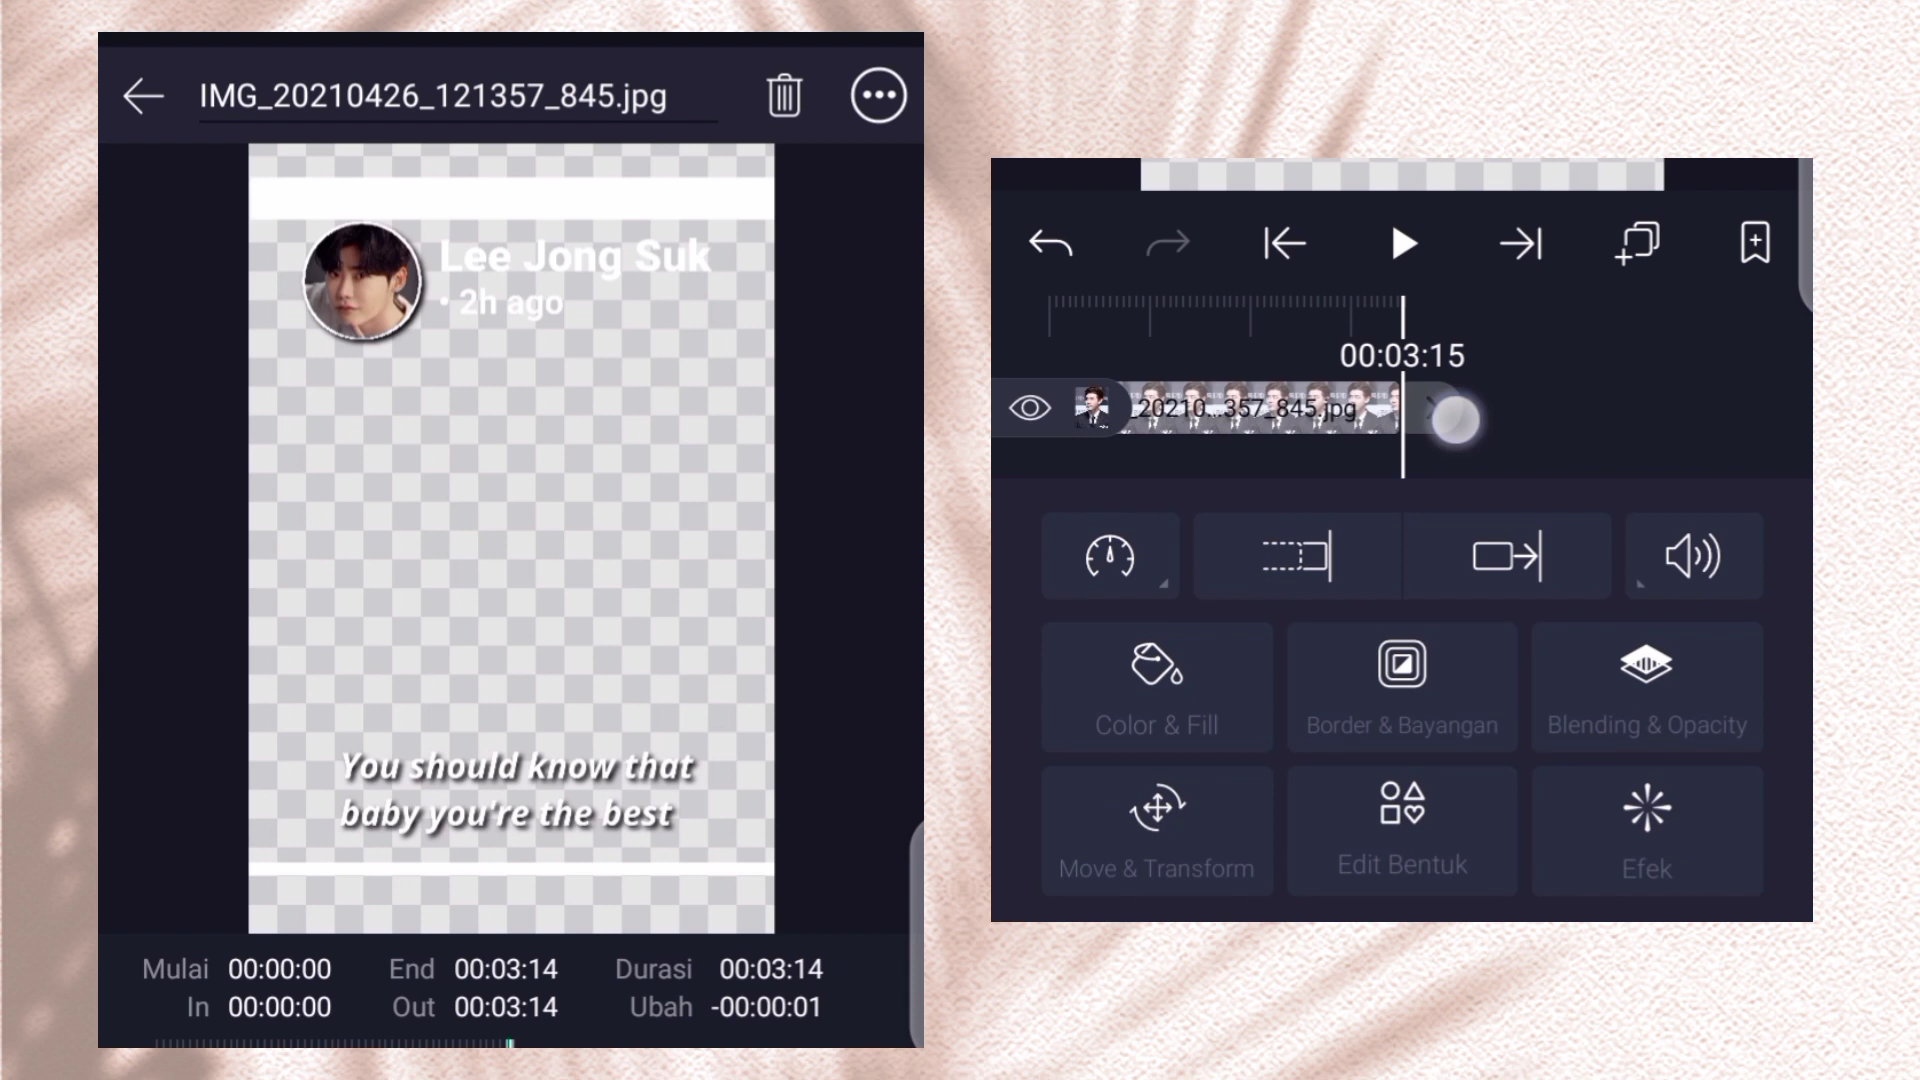 IMG_20210426_121357_845.jpg
Lee Jong Suk
• 2h ago
You should know that
baby you're the best
Mulai 00:00:00 End 00:03:14 Durasi 00:03:14
In 00:00:00 Out 00:03:14 Ubah -00:00:01
00:03:15
_20210...357_845.jpg
Color & Fill
Border & Bayangan
Blending & Opacity
Move & Transform
Edit Bentuk
Efek